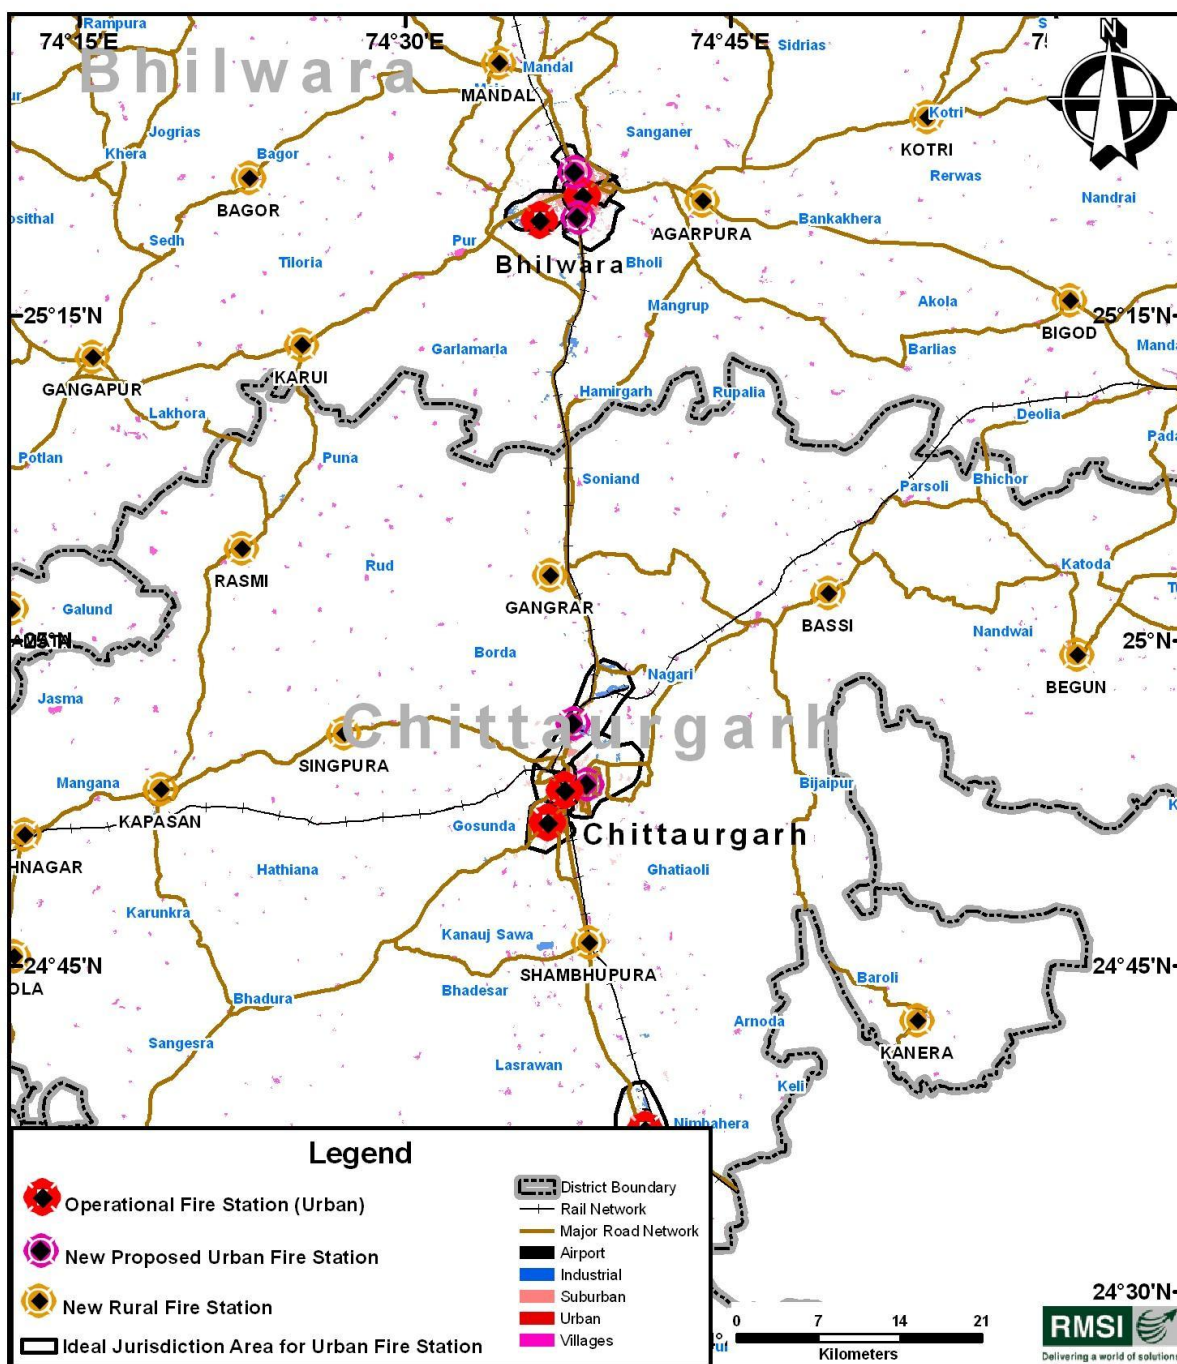 Rampura
74°15'E
74°30'E
74°45'E
Sidrias
Bhilwara
Mandal
MANDAL
N
Jogrias
Khera
Bagor
Sanganer
Kotri
KOTRI
Rerwas
BAGOR
Nandrai
AGARPURA
Bankakhera
Sedh
Pur
Tiloria
Bhilwara
Bholi
Mangrup
Akola
25°15'N
BIGOD
25°15'N
Garlamarla
Barlias
KARUI
GANGAPUR
Hamirgarh
Rupalia
Lakhora
Deolia
Potlan
Puna
Soniand
Parsoli
Bhichor
RASMI
Rud
GANGRAR
Katoda
BASSI
Galund
25°N
Nandwai
25°N
Borda
Nagari
BEGUN
Jasma
Chittaurgarh
SINGPURA
Mangana
Bijaipur
KAPASAN
Gosunda
Chittaurgarh
HNAGAR
Hathiana
Ghatiaoli
Karunkra
Kanauj Sawa
24°45'N
SHAMBHUPURA
24°45'N
OLA
Baroli
Bhadura
Bhadesar
Arnoda
Sangesra
KANERA
Lasrawan
Keli
Nimbahera
Legend
Operational Fire Station (Urban)
New Proposed Urban Fire Station
New Rural Fire Station
Ideal Jurisdiction Area for Urban Fire Station
District Boundary
Rail Network
Major Road Network
Airport
Industrial
Suburban
Urban
Villages
24°30'N
0 7 14 21
Kilometers
RMSI
Delivering a world of solutions